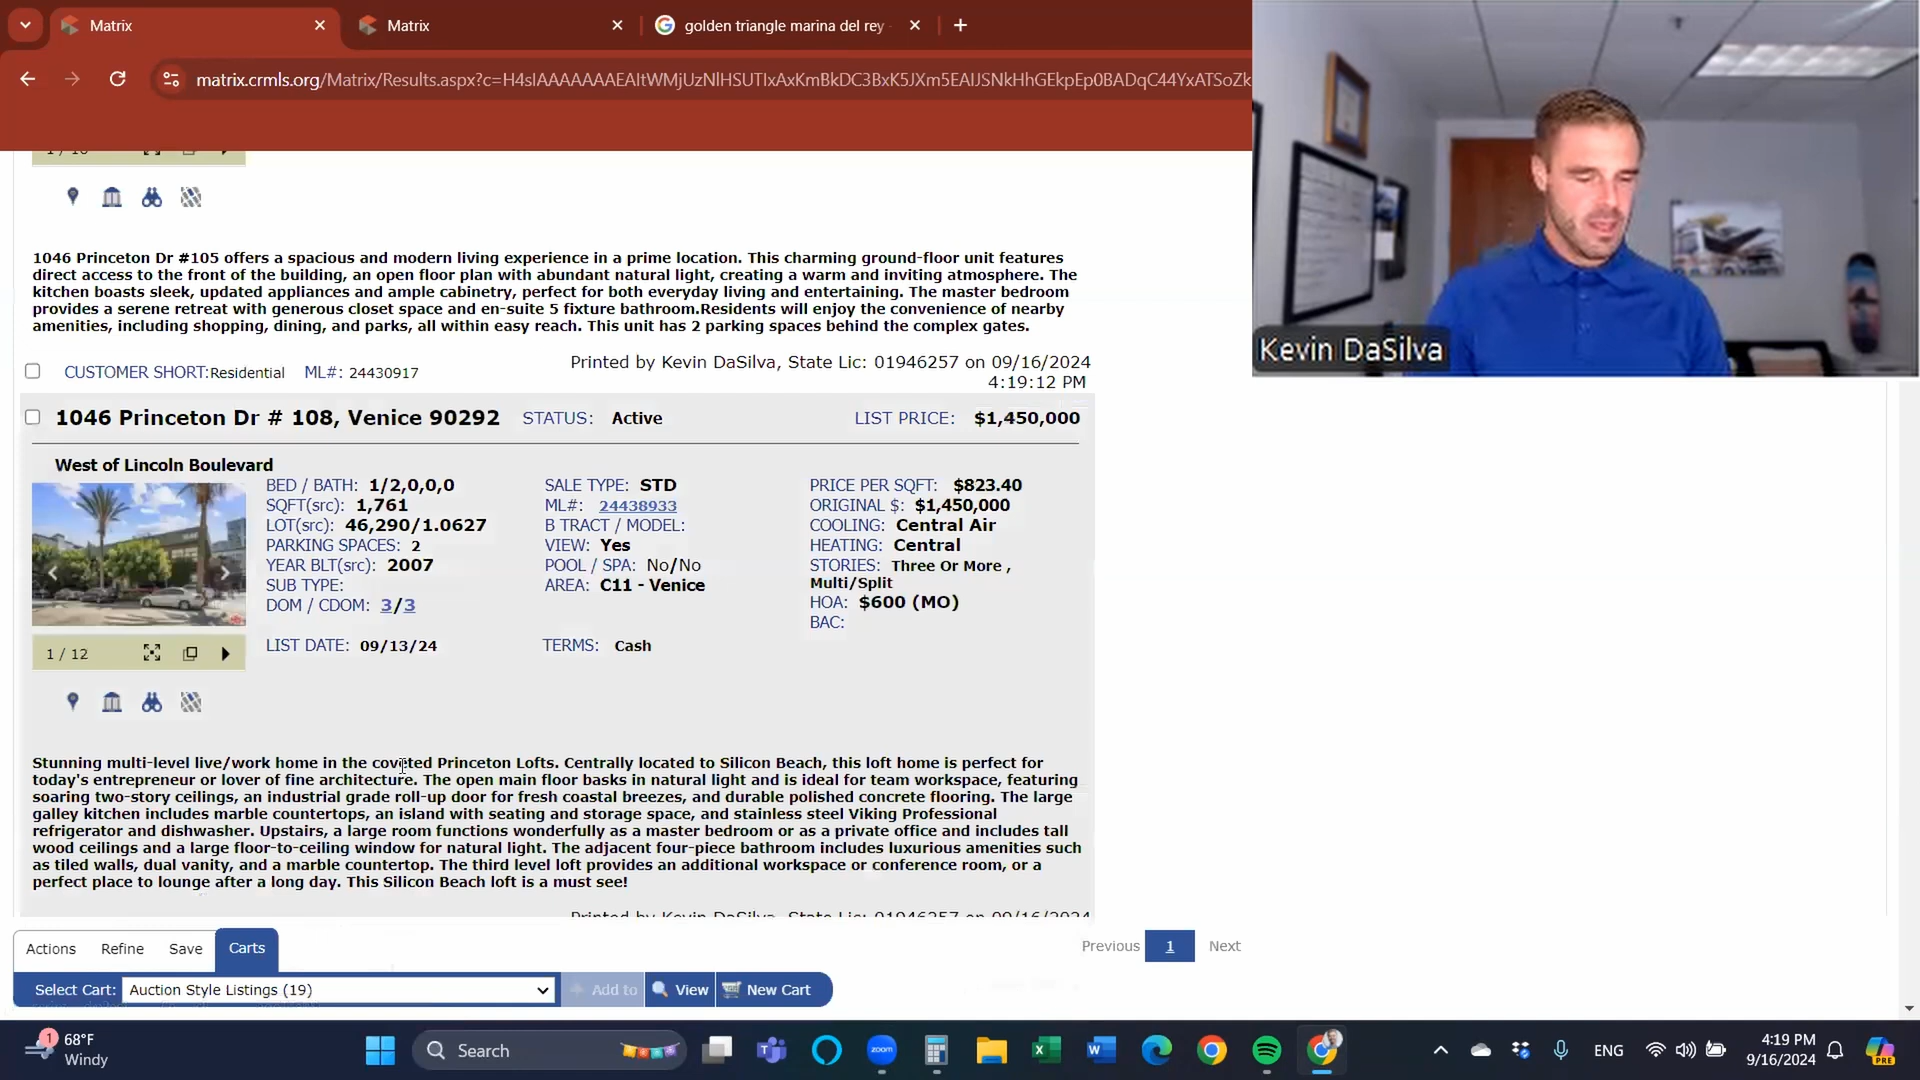 Matrix
Matrix
golden triangle marina del rey
matrix.crmls.org/Matrix/Results.aspx?c=H4sIAAAAAAAEAItWMjUzNlHSUTIxAxKmBkDC3BxK5JXm5EAIJSNkHhGEkpEp0BADqC44YxATSoZk
1046 Princeton Dr #105 offers a spacious and modern living experience in a prime location. This charming ground-floor unit features
direct access to the front of the building, an open floor plan with abundant natural light, creating a warm and inviting atmosphere. The
kitchen boasts sleek, updated appliances and ample cabinetry, perfect for both everyday living and entertaining. The master bedroom
provides a serene retreat with generous closet space and en-suite 5 fixture bathroom.Residents will enjoy the convenience of nearby
amenities, including shopping, dining, and parks, all within easy reach. This unit has 2 parking spaces behind the complex gates.
Printed by Kevin DaSilva, State Lic: 01946257 on 09/16/2024
4:19:12 PM
CUSTOMER SHORT:Residential ML#: 24430917
1046 Princeton Dr # 108, Venice 90292 STATUS: Active LIST PRICE: $1,450,000
West of Lincoln Boulevard
BED / BATH: 1/2,0,0,0 SALE TYPE: STD PRICE PER SQFT: $823.40
SQFT(src): 1,761 ML#: 24438933 ORIGINAL $: $1,450,000
LOT(src): 46,290/1.0627 B TRACT / MODEL: COOLING: Central Air
PARKING SPACES: 2 VIEW: Yes HEATING: Central
YEAR BLT(src): 2007 POOL / SPA: No/No STORIES: Three Or More ,
Multi/Split
SUB TYPE: AREA: C11 - Venice
DOM / CDOM: 3/3 HOA: $600 (MO)
BAC:
LIST DATE: 09/13/24 TERMS: Cash
1 / 12
Stunning multi-level live/work home in the coveted Princeton Lofts. Centrally located to Silicon Beach, this loft home is perfect for
today's entrepreneur or lover of fine architecture. The open main floor basks in natural light and is ideal for team workspace, featuring
soaring two-story ceilings, an industrial grade roll-up door for fresh coastal breezes, and durable polished concrete flooring. The large
galley kitchen includes marble countertops, an island with seating and storage space, and stainless steel Viking Professional
refrigerator and dishwasher. Upstairs, a large room functions wonderfully as a master bedroom or as a private office and includes tall
wood ceilings and a large floor-to-ceiling window for natural light. The adjacent four-piece bathroom includes luxurious amenities such
as tiled walls, dual vanity, and a marble countertop. The third level loft provides an additional workspace or conference room, or a
perfect place to lounge after a long day. This Silicon Beach loft is a must see!
Printed by Kevin DaSilva, State Lic: 01946257 on 09/16/2024
Actions Refine Save Carts
Previous 1 Next
Select Cart: Auction Style Listings (19) Add to View New Cart
Kevin DaSilva
1
68°F
Windy
Search
zoom
ENG
4:19 PM
9/16/2024
PRE